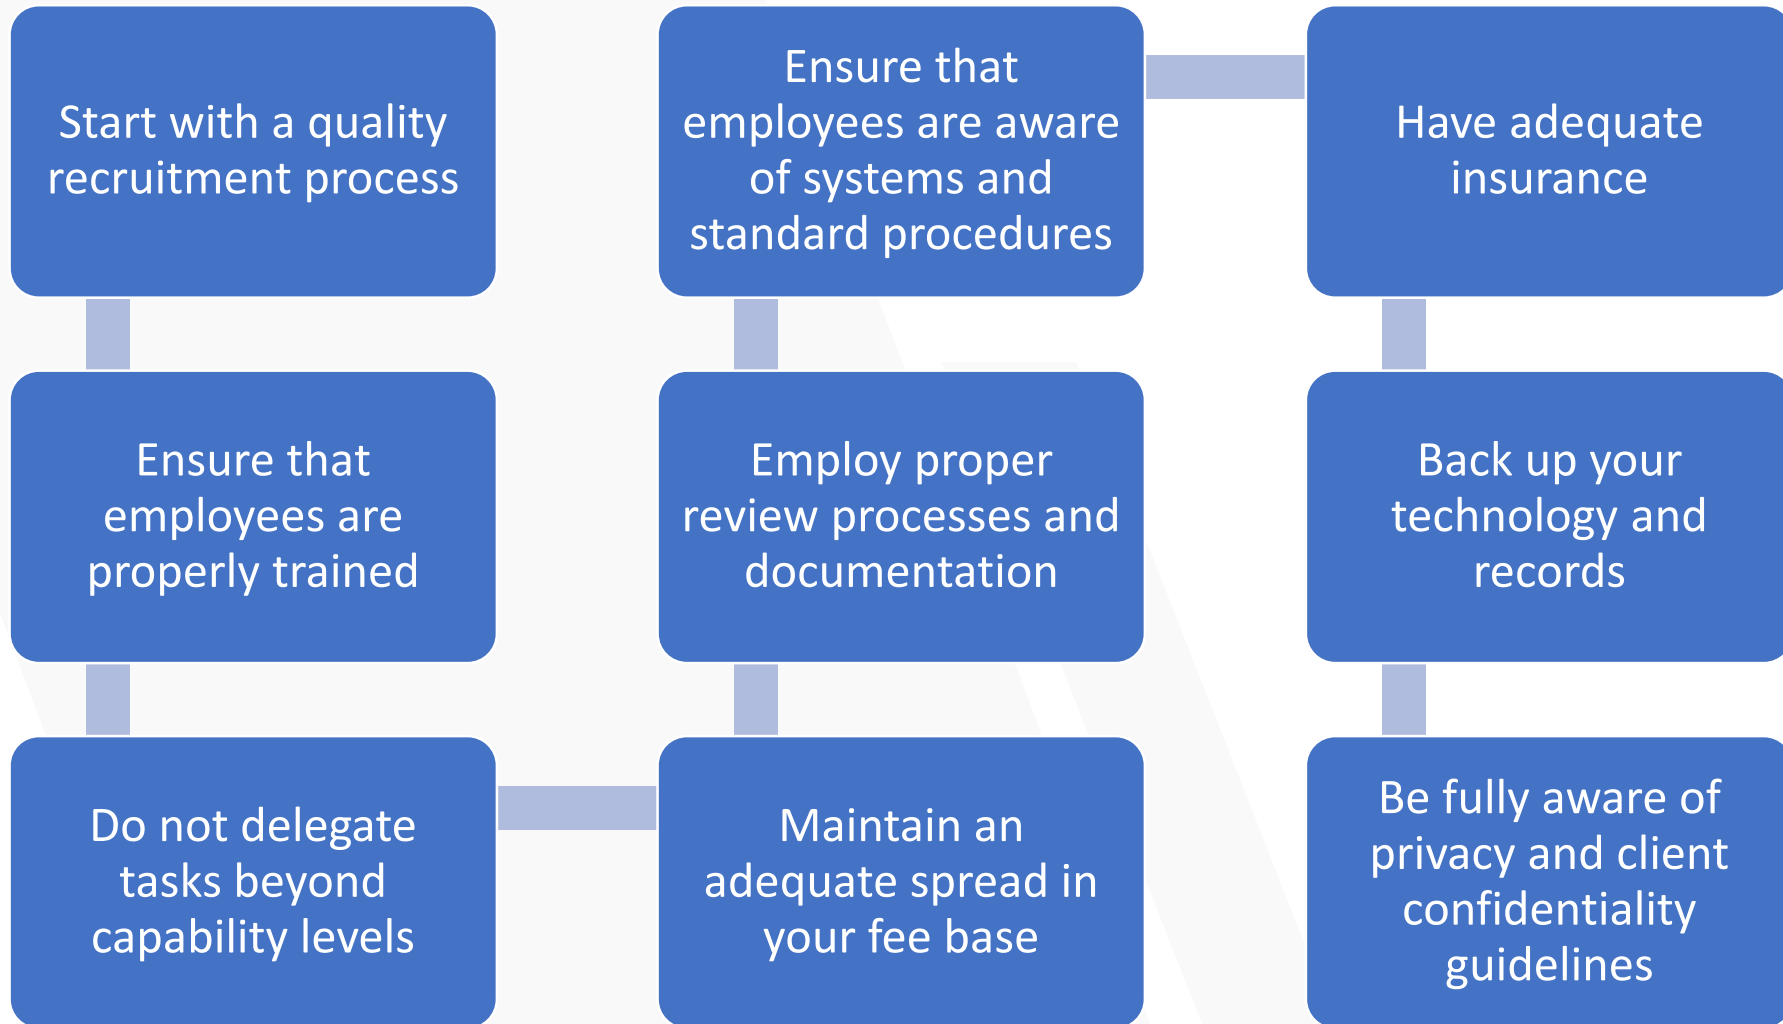 Start with a quality
recruitment process
Ensure that
employees are
properly trained
Do not delegate
tasks beyond
capability levels
Maintain an
adequate spread in
your fee base
Employ proper
review processes and
documentation
Ensure that
employees are aware
of systems and
standard procedures
Have adequate
insurance
Back up your
technology and
records
Be fully aware of
privacy and client
confidentiality
guidelines